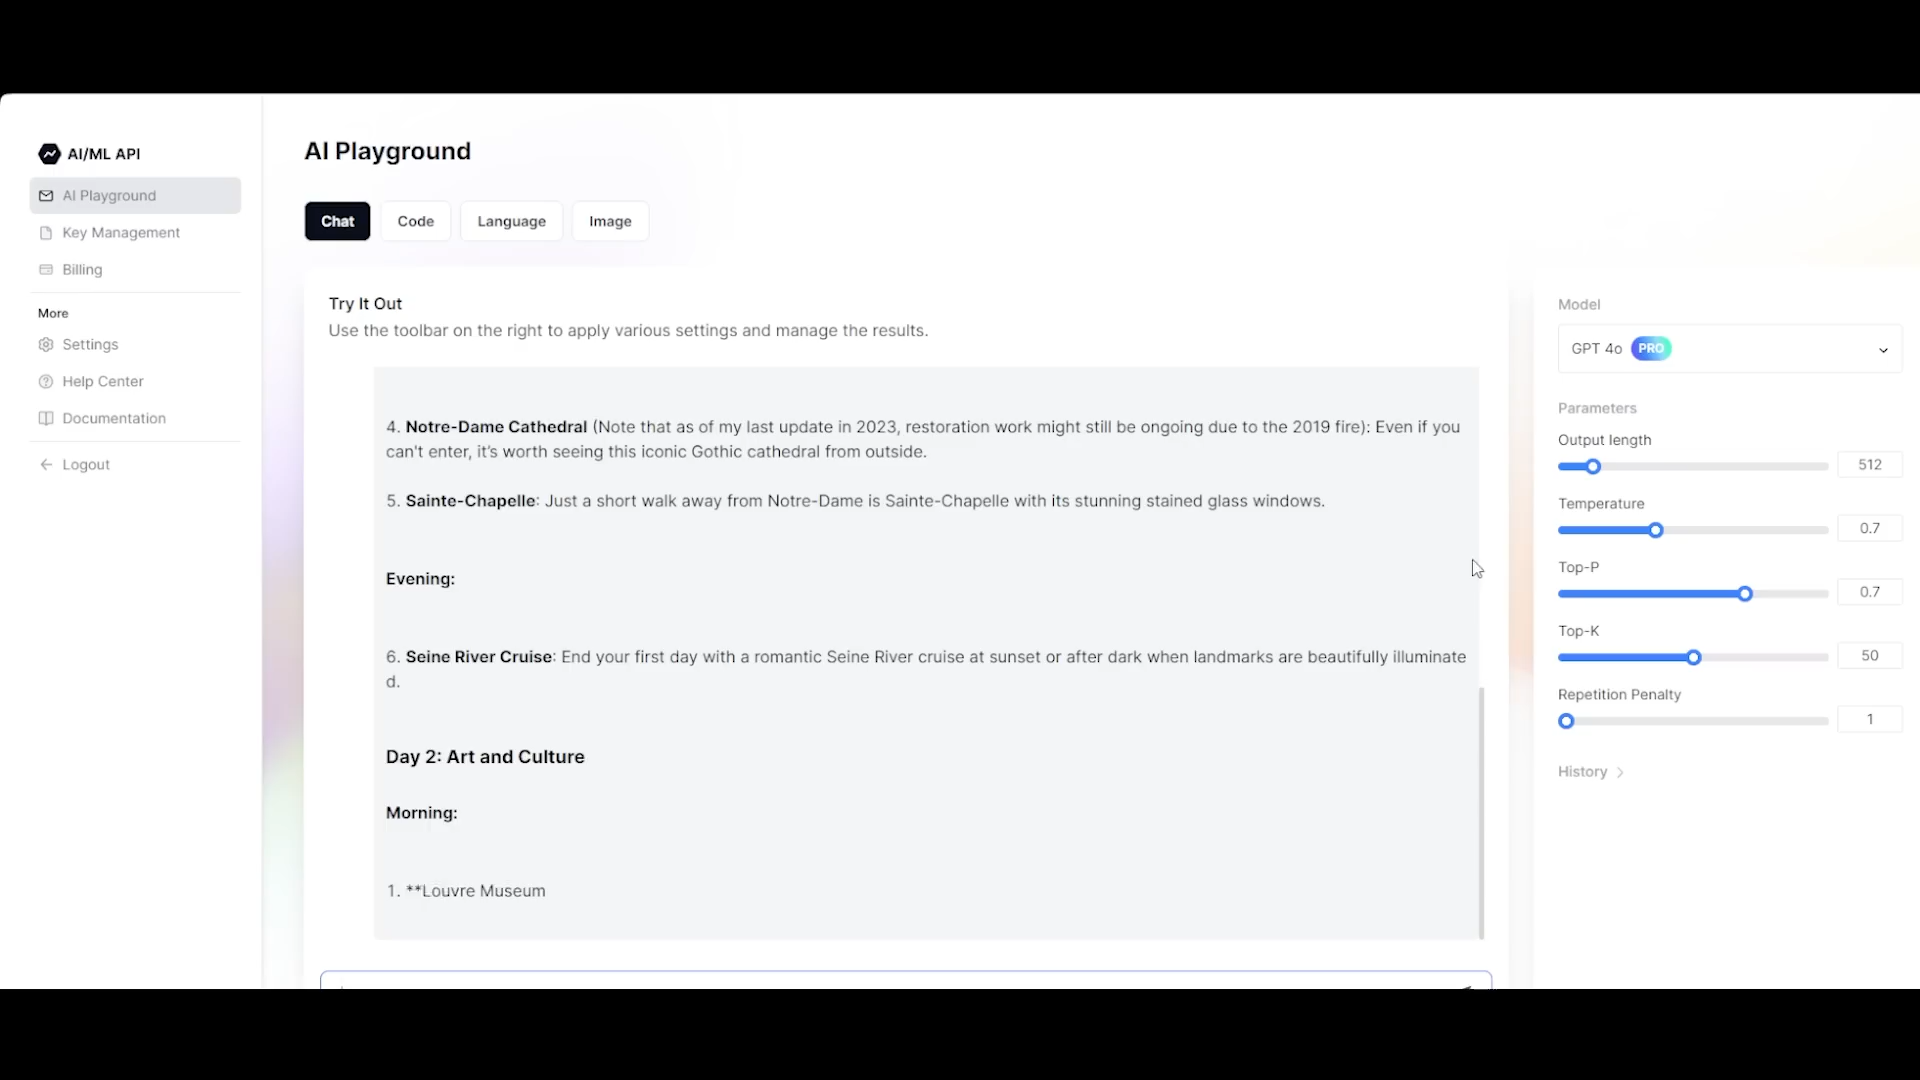 AI/ML API
AI Playground
Key Management
Billing
More
Settings
Help Center
Documentation
Logout
AI Playground
Chat
Code
Language
Image
Try It Out
Use the toolbar on the right to apply various settings and manage the results.
4. Notre-Dame Cathedral (Note that as of my last update in 2023, restoration work might still be ongoing due to the 2019 fire): Even if you
can't enter, it's worth seeing this iconic Gothic cathedral from outside.
5. Sainte-Chapelle: Just a short walk away from Notre-Dame is Sainte-Chapelle with its stunning stained glass windows.
Evening:
6. Seine River Cruise: End your first day with a romantic Seine River cruise at sunset or after dark when landmarks are beautifully illuminate
d.
Day 2: Art and Culture
Morning:
1. **Louvre Museum
Model
GPT 4o PRO
Parameters
Output length
512
Temperature
0.7
Top-P
0.7
Top-K
50
Repetition Penalty
1
History